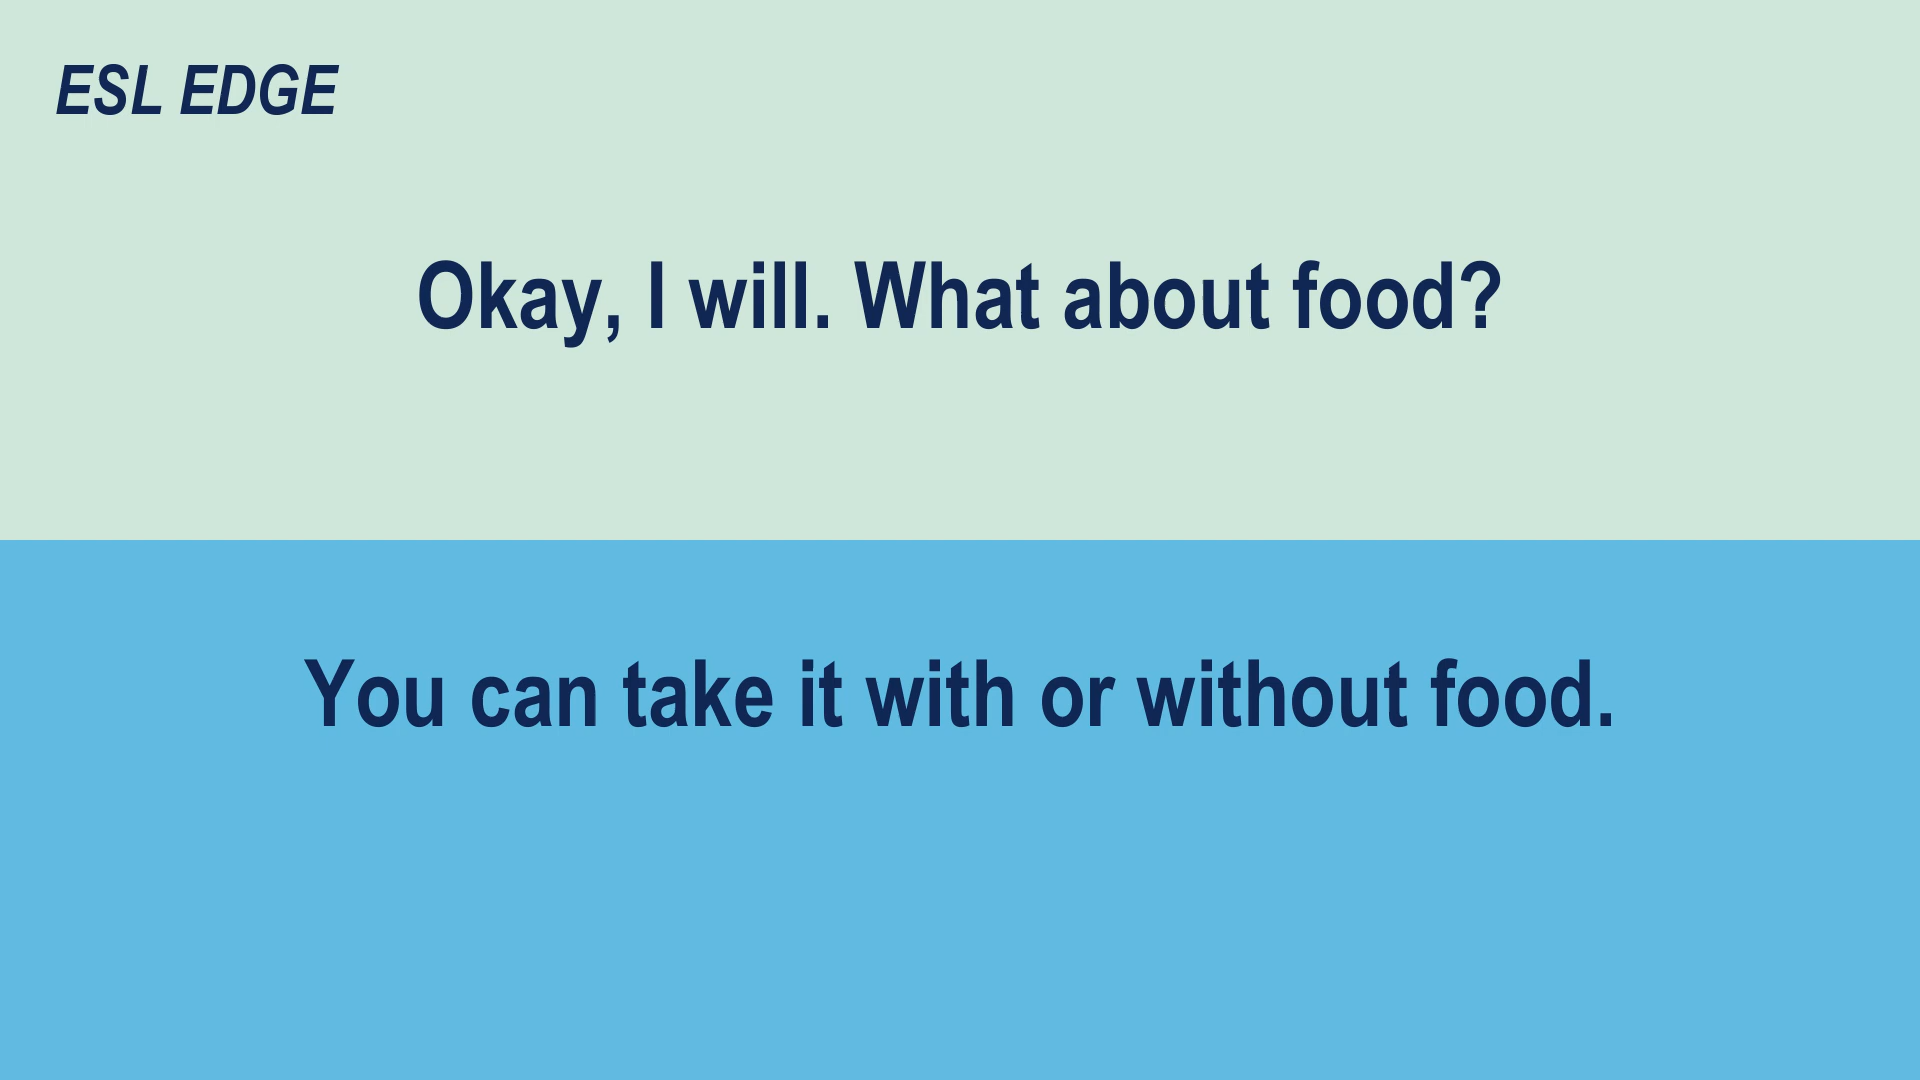 ESL EDGE
Okay, I will. What about food?
You can take it with or without food.